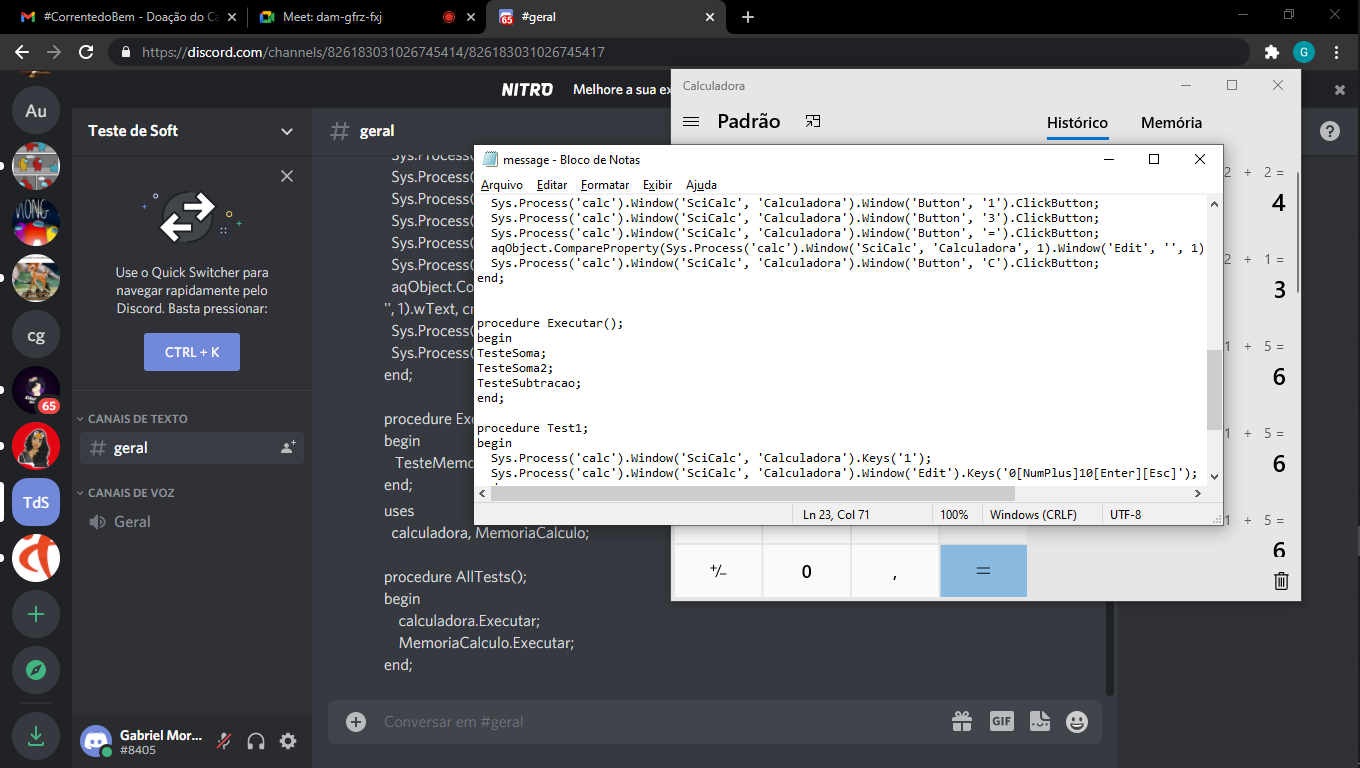 #CorrentedoBem - Doação do Ca
Meet: dam-gfrz-fxj
65
#geral
https://discord.com/channels/826183031026745414/826183031026745417
G
NITRO
Melhore a sua ex
Au
NONG
cg
65
TdS
Teste de Soft
Use o Quick Switcher para
navegar rapidamente pelo
Discord. Basta pressionar:
CTRL + K
CANAIS DE TEXTO
# geral
CANAIS DE VOZ
Geral
Gabriel Mor...
#8405
# geral
Sys.Process(
Sys.Process(
Sys.Process(
Sys.Process(
Sys.Process(
Sys.Process(
aqObject.Co
'', 1).wText, cm
Sys.Process(
Sys.Process(
end;
procedure Exe
begin
TesteMemo
end;
uses
calculadora, MemoriaCalculo;
procedure AllTests();
begin
calculadora.Executar;
MemoriaCalculo.Executar;
end;
Conversar em #geral
GIF
Calculadora
Padrão
Histórico
Memória
2 + 2 =
4
2 + 1 =
3
1 + 5 =
6
1 + 5 =
6
1 + 5 =
6
+/-
0
,
=
message - Bloco de Notas
Arquivo Editar Formatar Exibir Ajuda
Sys.Process('calc').Window('SciCalc', 'Calculadora').Window('Button', '1').ClickButton;
Sys.Process('calc').Window('SciCalc', 'Calculadora').Window('Button', '3').ClickButton;
Sys.Process('calc').Window('SciCalc', 'Calculadora').Window('Button', '=').ClickButton;
aqObject.CompareProperty(Sys.Process('calc').Window('SciCalc', 'Calculadora', 1).Window('Edit', '', 1)
Sys.Process('calc').Window('SciCalc', 'Calculadora').Window('Button', 'C').ClickButton;
end;
procedure Executar();
begin
TesteSoma;
TesteSoma2;
TesteSubtracao;
end;
procedure Test1;
begin
Sys.Process('calc').Window('SciCalc', 'Calculadora').Keys('1');
Sys.Process('calc').Window('SciCalc', 'Calculadora').Window('Edit').Keys('0[NumPlus]10[Enter][Esc]');
Ln 23, Col 71
100%
Windows (CRLF)
UTF-8